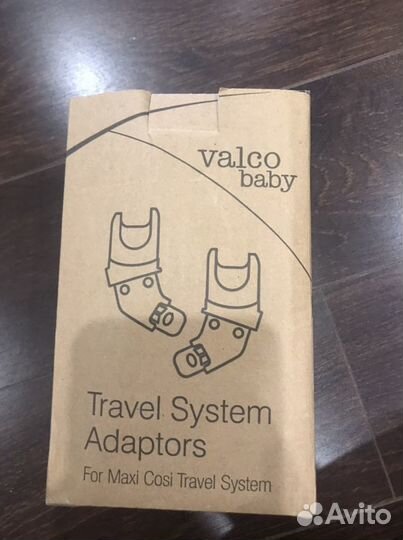 valco
baby
Travel System
Adaptors
For Maxi Cosi Travel System
Avito